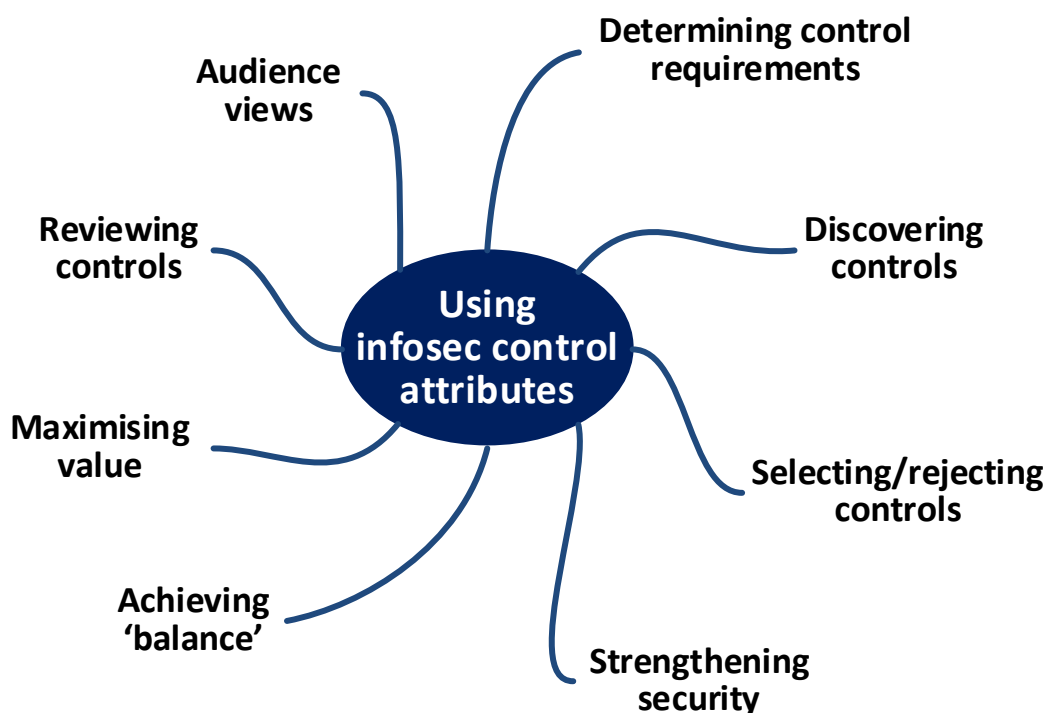 Determining control
requirements
Audience
views
Reviewing
controls
Discovering
controls
Using
infosec control
attributes
Maximising
value
Selecting/rejecting
controls
Achieving
‘balance’
Strengthening
security